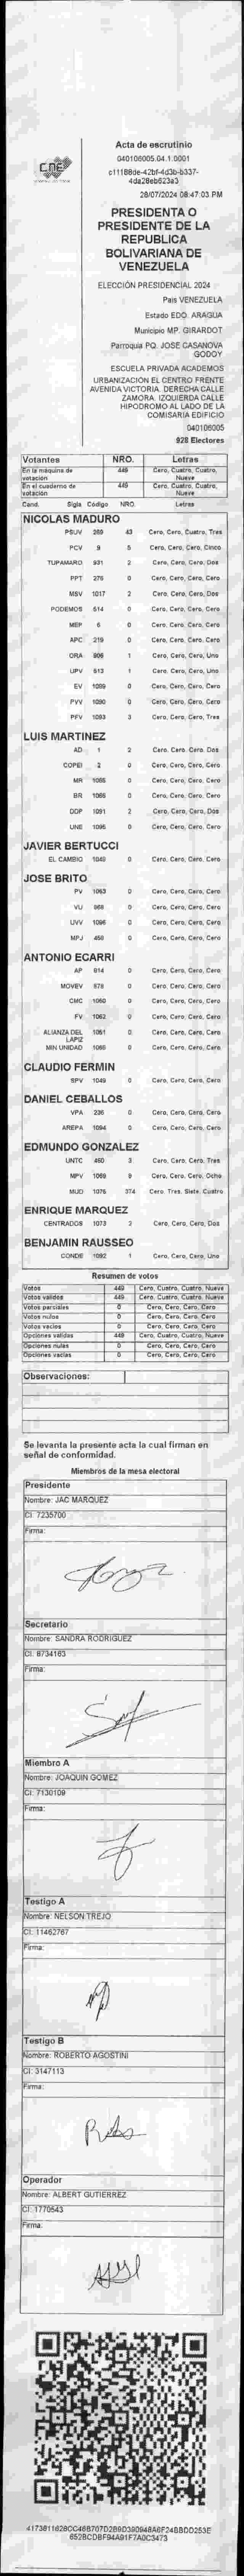 CNE
Acta de escrutinio
040106005.04.1.0001
c11188de-42bf-4d3b-b337-
4da28eb623a3
28/07/2024 08:47:03 PM
PRESIDENTA O
PRESIDENTE DE LA
REPUBLICA
BOLIVARIANA DE
VENEZUELA
ELECCIÓN PRESIDENCIAL 2024
Pais VENEZUELA
Estado EDO. ARAGUA
Municipio MP. GIRARDOT
Parroquia PQ. JOSE CASANOVA
GODOY
ESCUELA PRIVADA ACADEMOS
URBANIZACIÓN EL CENTRO FRENTE
AVENIDA VICTORIA. DERECHA CALLE
ZAMORA. IZQUIERDA CALLE
HIPODROMO AL LADO DE LA
COMISARIA EDIFICIO
040106005
928 Electores
Votantes NRO. Letras
En la máquina de votación 449 Cero, Cuatro, Cuatro, Nueve
En el cuaderno de votación 449 Cero, Cuatro, Cuatro, Nueve
Cand. Sigla Código NRO. Letras
NICOLAS MADURO
PSUV 269 43 Cero, Cero, Cuatro, Tres
PCV 9 5 Cero, Cero, Cero, Cinco
TUPAMARO 931 2 Cero, Cero, Cero, Dos
PPT 275 0 Cero, Cero, Cero, Cero
MSV 1017 2 Cero, Cero, Cero, Dos
PODEMOS 514 0 Cero, Cero, Cero, Cero
MEP 6 0 Cero, Cero, Cero, Cero
APC 219 0 Cero, Cero, Cero, Cero
ORA 806 1 Cero, Cero, Cero, Uno
UPV 613 1 Cero, Cero, Cero, Uno
EV 1089 0 Cero, Cero, Cero, Cero
PVV 1090 0 Cero, Cero, Cero, Cero
PFV 1093 3 Cero, Cero, Cero, Tres
LUIS MARTINEZ
AD 1 2 Cero, Cero, Cero, Dos
COPEI 2 0 Cero, Cero, Cero, Cero
MR 1065 0 Cero, Cero, Cero, Cero
BR 1066 0 Cero, Cero, Cero, Cero
DDP 1091 2 Cero, Cero, Cero, Dos
UNE 1095 0 Cero, Cero, Cero, Cero
JAVIER BERTUCCI
EL CAMBIO 1049 0 Cero, Cero, Cero, Cero
JOSE BRITO
PV 1063 0 Cero, Cero, Cero, Cero
VU 968 0 Cero, Cero, Cero, Cero
UVV 1096 0 Cero, Cero, Cero, Cero
MPJ 459 0 Cero, Cero, Cero, Cero
ANTONIO ECARRI
AP 914 0 Cero, Cero, Cero, Cero
MOVEV 678 0 Cero, Cero, Cero, Cero
CMC 1060 0 Cero, Cero, Cero, Cero
FV 1062 0 Cero, Cero, Cero, Cero
ALIANZA DEL LAPIZ 1051 0 Cero, Cero, Cero, Cero
MIN UNIDAD 1068 0 Cero, Cero, Cero, Cero
CLAUDIO FERMIN
SPV 1049 0 Cero, Cero, Cero, Cero
DANIEL CEBALLOS
VPA 236 0 Cero, Cero, Cero, Cero
AREPA 1094 0 Cero, Cero, Cero, Cero
EDMUNDO GONZALEZ
UNTC 460 3 Cero, Cero, Cero, Tres
MPV 1069 8 Cero, Cero, Cero, Ocho
MUD 1076 374 Cero, Tres, Siete, Cuatro
ENRIQUE MARQUEZ
CENTRADOS 1073 2 Cero, Cero, Cero, Dos
BENJAMIN RAUSSEO
CONDE 1092 1 Cero, Cero, Cero, Uno
Resumen de votos
Votos 449 Cero, Cuatro, Cuatro, Nueve
Votos validos 449 Cero, Cuatro, Cuatro, Nueve
Votos parciales 0 Cero, Cero, Cero, Cero
Votos nulos 0 Cero, Cero, Cero, Cero
Votos vacios 0 Cero, Cero, Cero, Cero
Opciones validas 449 Cero, Cuatro, Cuatro, Nueve
Opciones nulas 0 Cero, Cero, Cero, Cero
Opciones vacias 0 Cero, Cero, Cero, Cero
Observaciones:
Se levanta la presente acta la cual firman en
señal de conformidad.
Miembros de la mesa electoral
Presidente
Nombre: JAC MARQUEZ
CI: 7235700
Firma:
Secretario
Nombre: SANDRA RODRIGUEZ
CI: 8734163
Firma:
Miembro A
Nombre: JOAQUIN GOMEZ
CI: 7130109
Firma:
Testigo A
Nombre: NELSON TREJO
CI: 11462767
Firma:
Testigo B
Nombre: ROBERTO AGOSTINI
CI: 3147113
Firma:
Operador
Nombre: ALBERT GUTIERREZ
CI: 1770543
Firma: